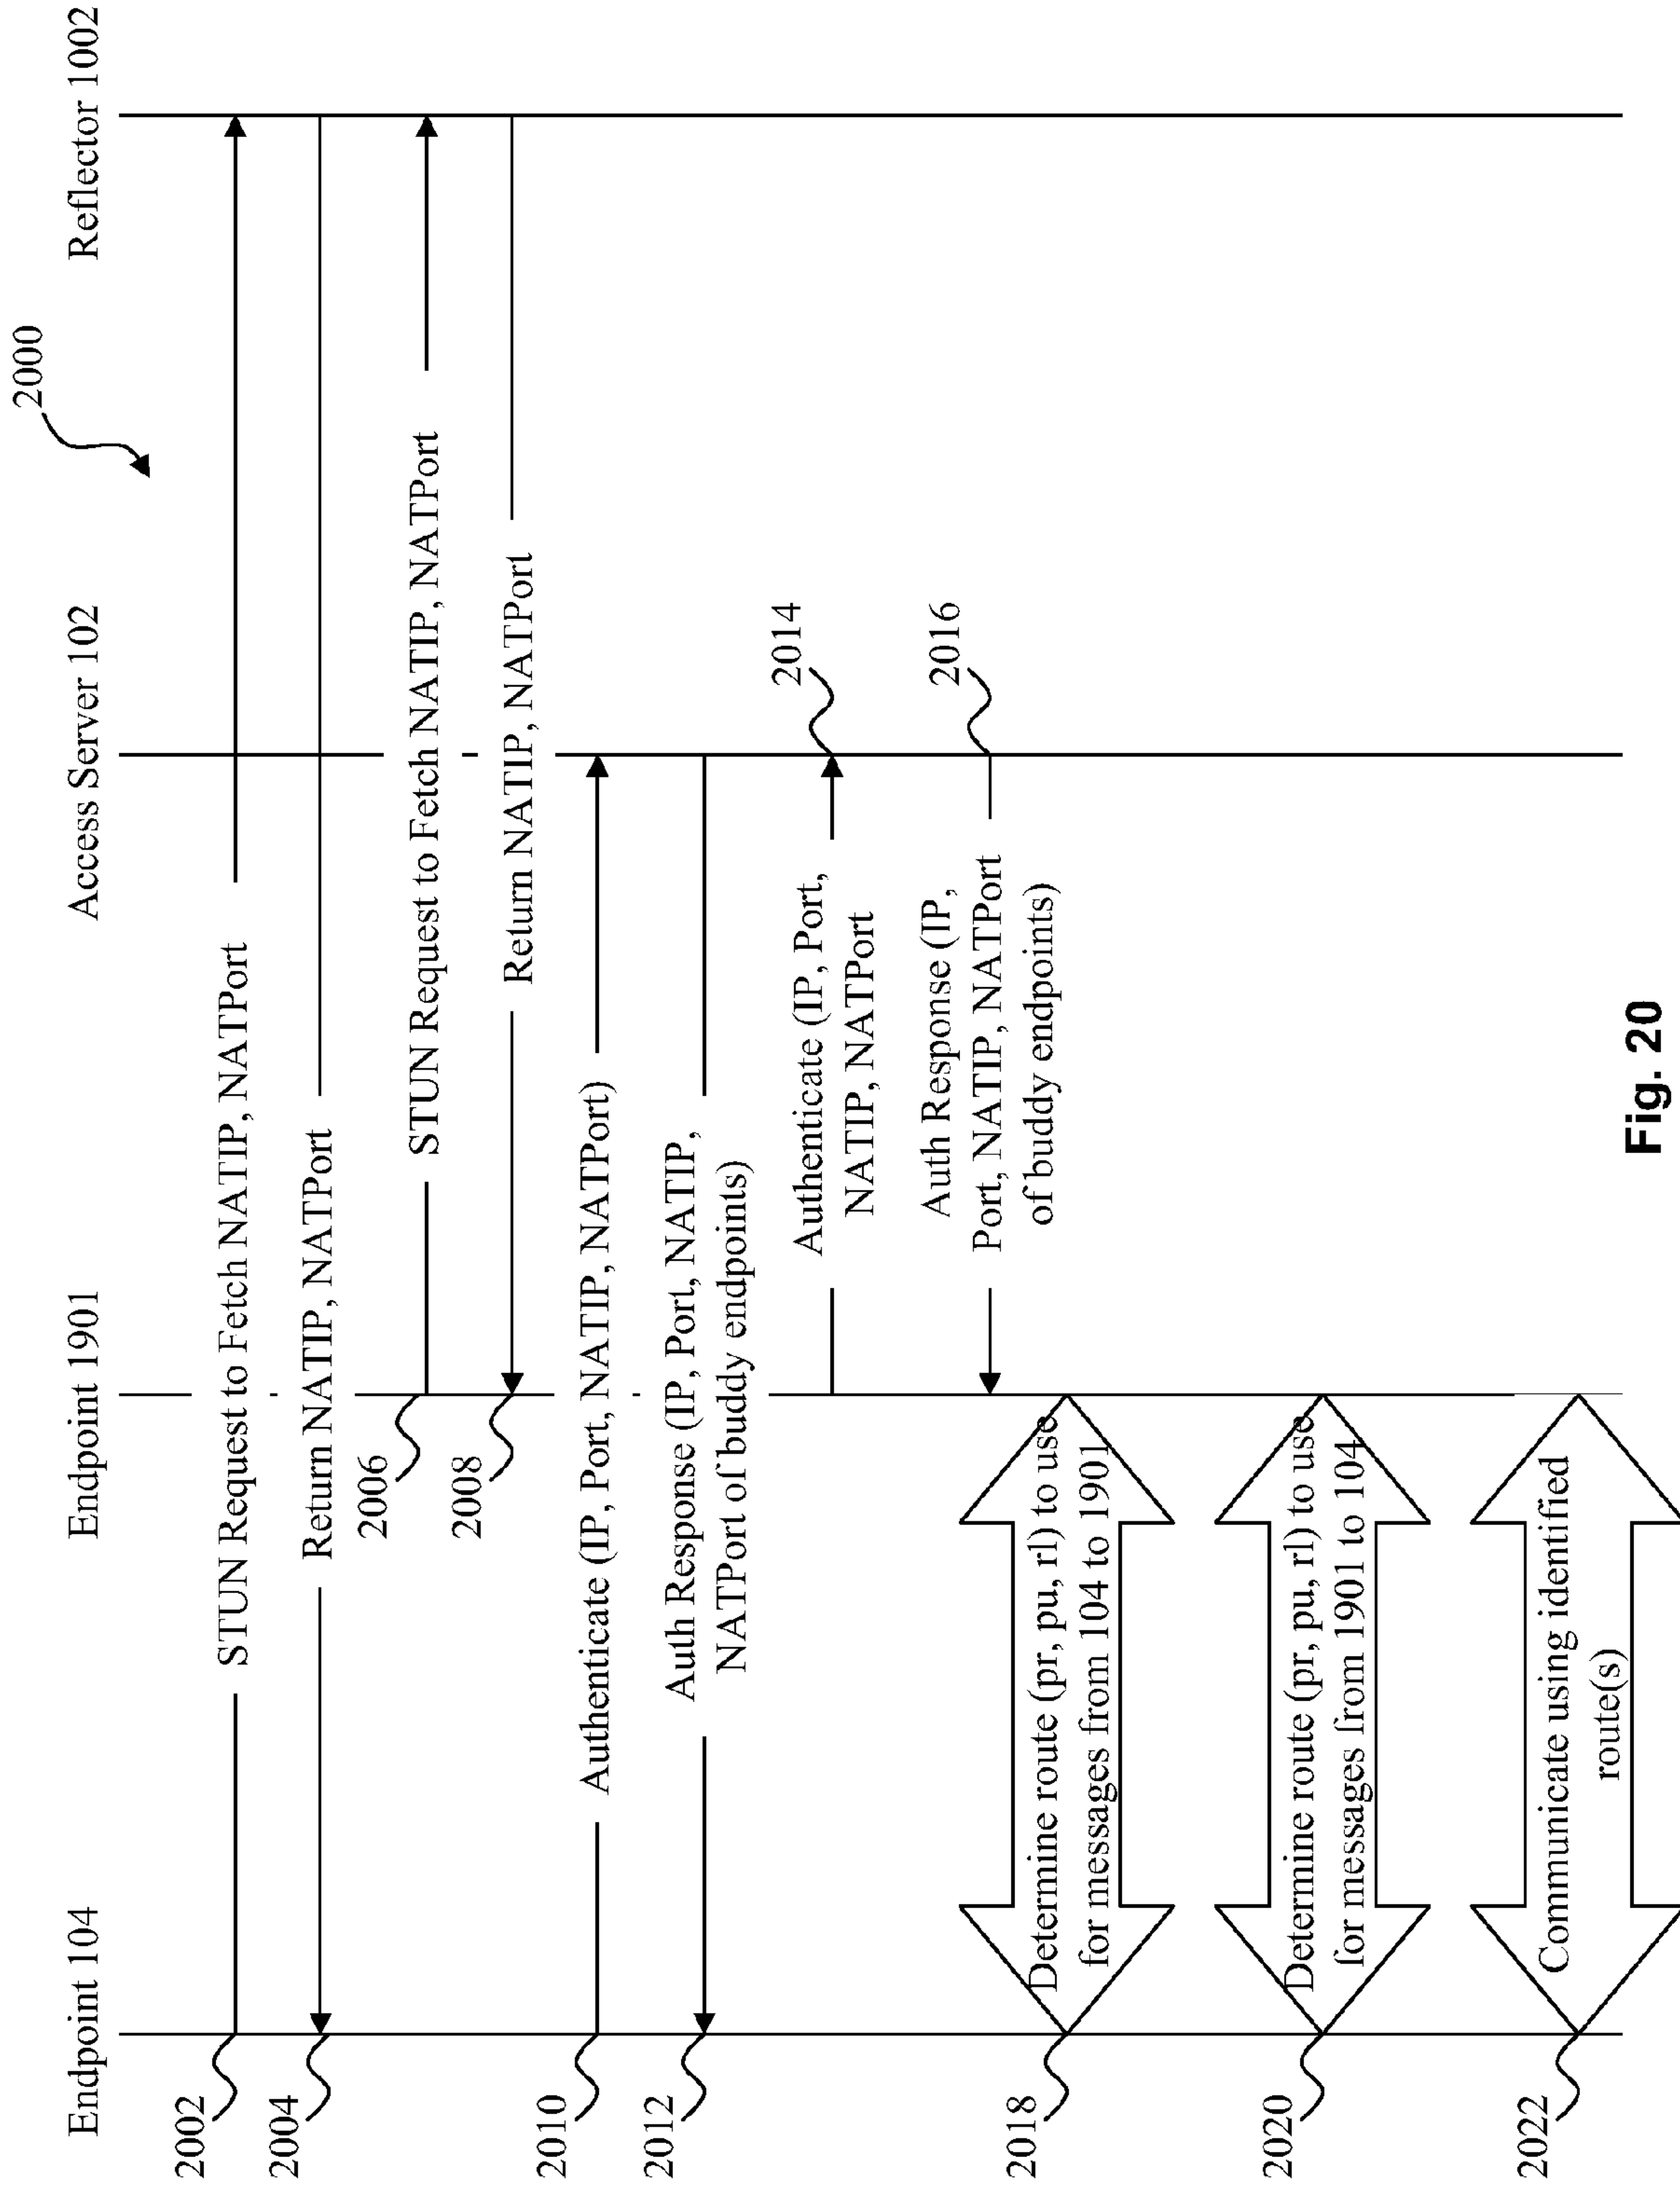 2000
Endpoint 104
Endpoint 1901
Access Server 102
Reflector 1002
2002
STUN Request to Fetch NATIP, NATPort
2004
Return NATIP, NATPort
2006
STUN Request to Fetch NATIP, NATPort
2008
Return NATIP, NATPort
2010
Authenticate (IP, Port, NATIP, NATPort)
2012
Auth Response (IP, Port, NATIP,
NATPort of buddy endpoints)
2014
Authenticate (IP, Port,
NATIP, NATPort
2016
Auth Response (IP,
Port, NATIP, NATPort
of buddy endpoints)
2018
Determine route (pr, pu, rl) to use
for messages from 104 to 1901
2020
Determine route (pr, pu, rl) to use
for messages from 1901 to 104
2022
Communicate using identified
route(s)
Fig. 20